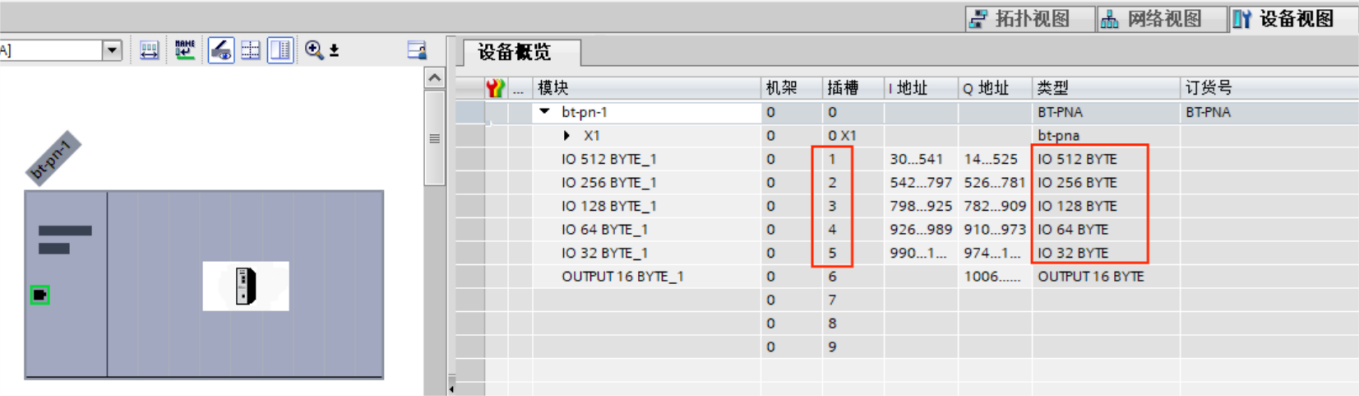 拓扑视图 网络视图 设备视图
A]
NAME
设备概览
... 模块 机架 插槽 I 地址 Q 地址 类型 订货号
bt-pn-1 0 0 BT-PNA BT-PNA
X1 0 0 X1 bt-pna
IO 512 BYTE_1 0 1 30...541 14...525 IO 512 BYTE
IO 256 BYTE_1 0 2 542...797 526...781 IO 256 BYTE
IO 128 BYTE_1 0 3 798...925 782...909 IO 128 BYTE
IO 64 BYTE_1 0 4 926...989 910...973 IO 64 BYTE
IO 32 BYTE_1 0 5 990...1... 974...1... IO 32 BYTE
OUTPUT 16 BYTE_1 0 6 1006...... OUTPUT 16 BYTE
0 7
0 8
0 9
bt-pn-1